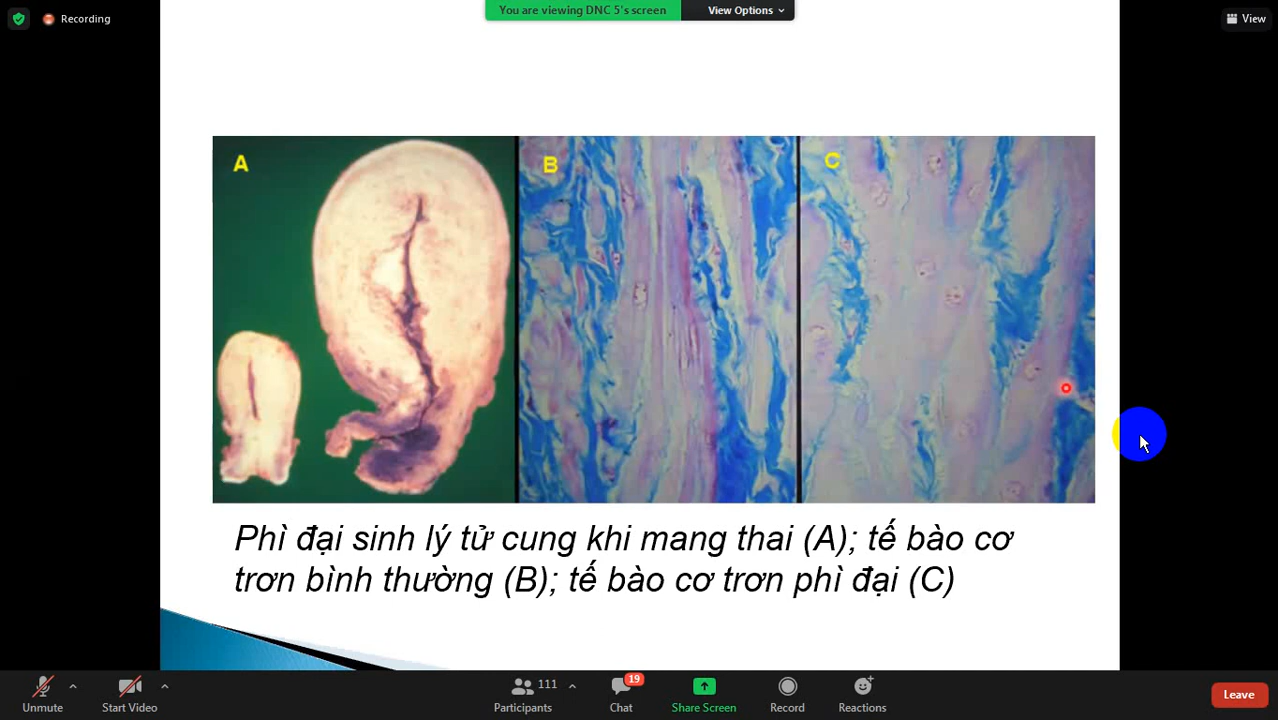 Recording
You are viewing DNC 5's screen
View Options
View
A
B
C
Phì đại sinh lý tử cung khi mang thai (A); tế bào cơ
trơn bình thường (B); tế bào cơ trơn phì đại (C)
Unmute
Start Video
111
Participants
19
Chat
Share Screen
Record
Reactions
Leave